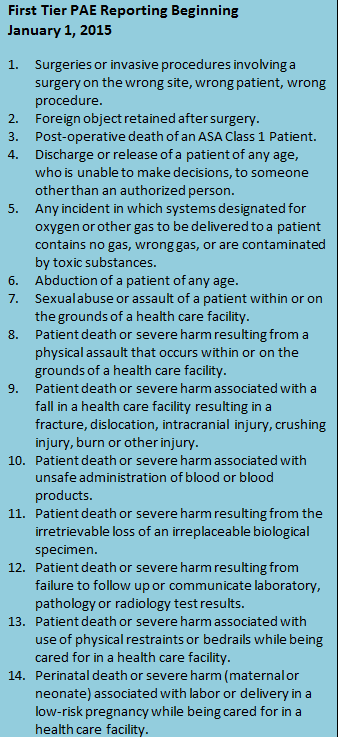 First Tier PAE Reporting Beginning
January 1, 2015
1. Surgeries or invasive procedures involving a
surgery on the wrong site, wrong patient, wrong
procedure.
2. Foreign object retained after surgery.
3. Post-operative death of an ASA Class 1 Patient.
4. Discharge or release of a patient of any age,
who is unable to make decisions, to someone
other than an authorized person.
5. Any incident in which systems designated for
oxygen or other gas to be delivered to a patient
contains no gas, wrong gas, or are contaminated
by toxic substances.
6. Abduction of a patient of any age.
7. Sexual abuse or assault of a patient within or on
the grounds of a health care facility.
8. Patient death or severe harm resulting from a
physical assault that occurs within or on the
grounds of a health care facility.
9. Patient death or severe harm associated with a
fall in a health care facility resulting in a
fracture, dislocation, intracranial injury, crushing
injury, burn or other injury.
10. Patient death or severe harm associated with
unsafe administration of blood or blood
products.
11. Patient death or severe harm resulting from the
irretrievable loss of an irreplaceable biological
specimen.
12. Patient death or severe harm resulting from
failure to follow up or communicate laboratory,
pathology or radiology test results.
13. Patient death or severe harm associated with
use of physical restraints or bedrails while being
cared for in a health care facility.
14. Perinatal death or severe harm (maternal or
neonate) associated with labor or delivery in a
low-risk pregnancy while being cared for in a
health care facility.